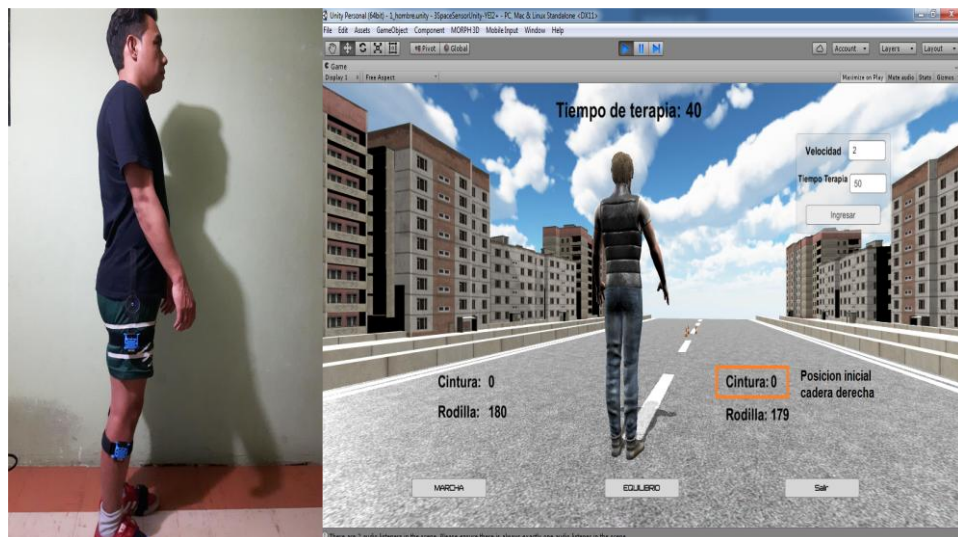 Unity Personal (64bit) - 1_hombre.unity - 3SpaceSensorUnity-YEI2 - PC, Mac & Linux Standalone <DX11>
File Edit Assets GameObject Component MORPH3D Mobile Input Window Help
Pivot Global Account Layers Layout
Game
Display 1 Free Aspect Maximize on Play Mute audio Stats Gizmos
Tiempo de terapia: 40
Velocidad 2
Tiempo Terapia 50
Ingresar
Cintura: 0
Rodilla: 180
Cintura: 0
Rodilla: 179
Posicion inicial
cadera derecha
MARCHA EQUILIBRIO Salir
There are 2 audio listeners in the scene. Please ensure there is always exactly one audio listener in the scene.